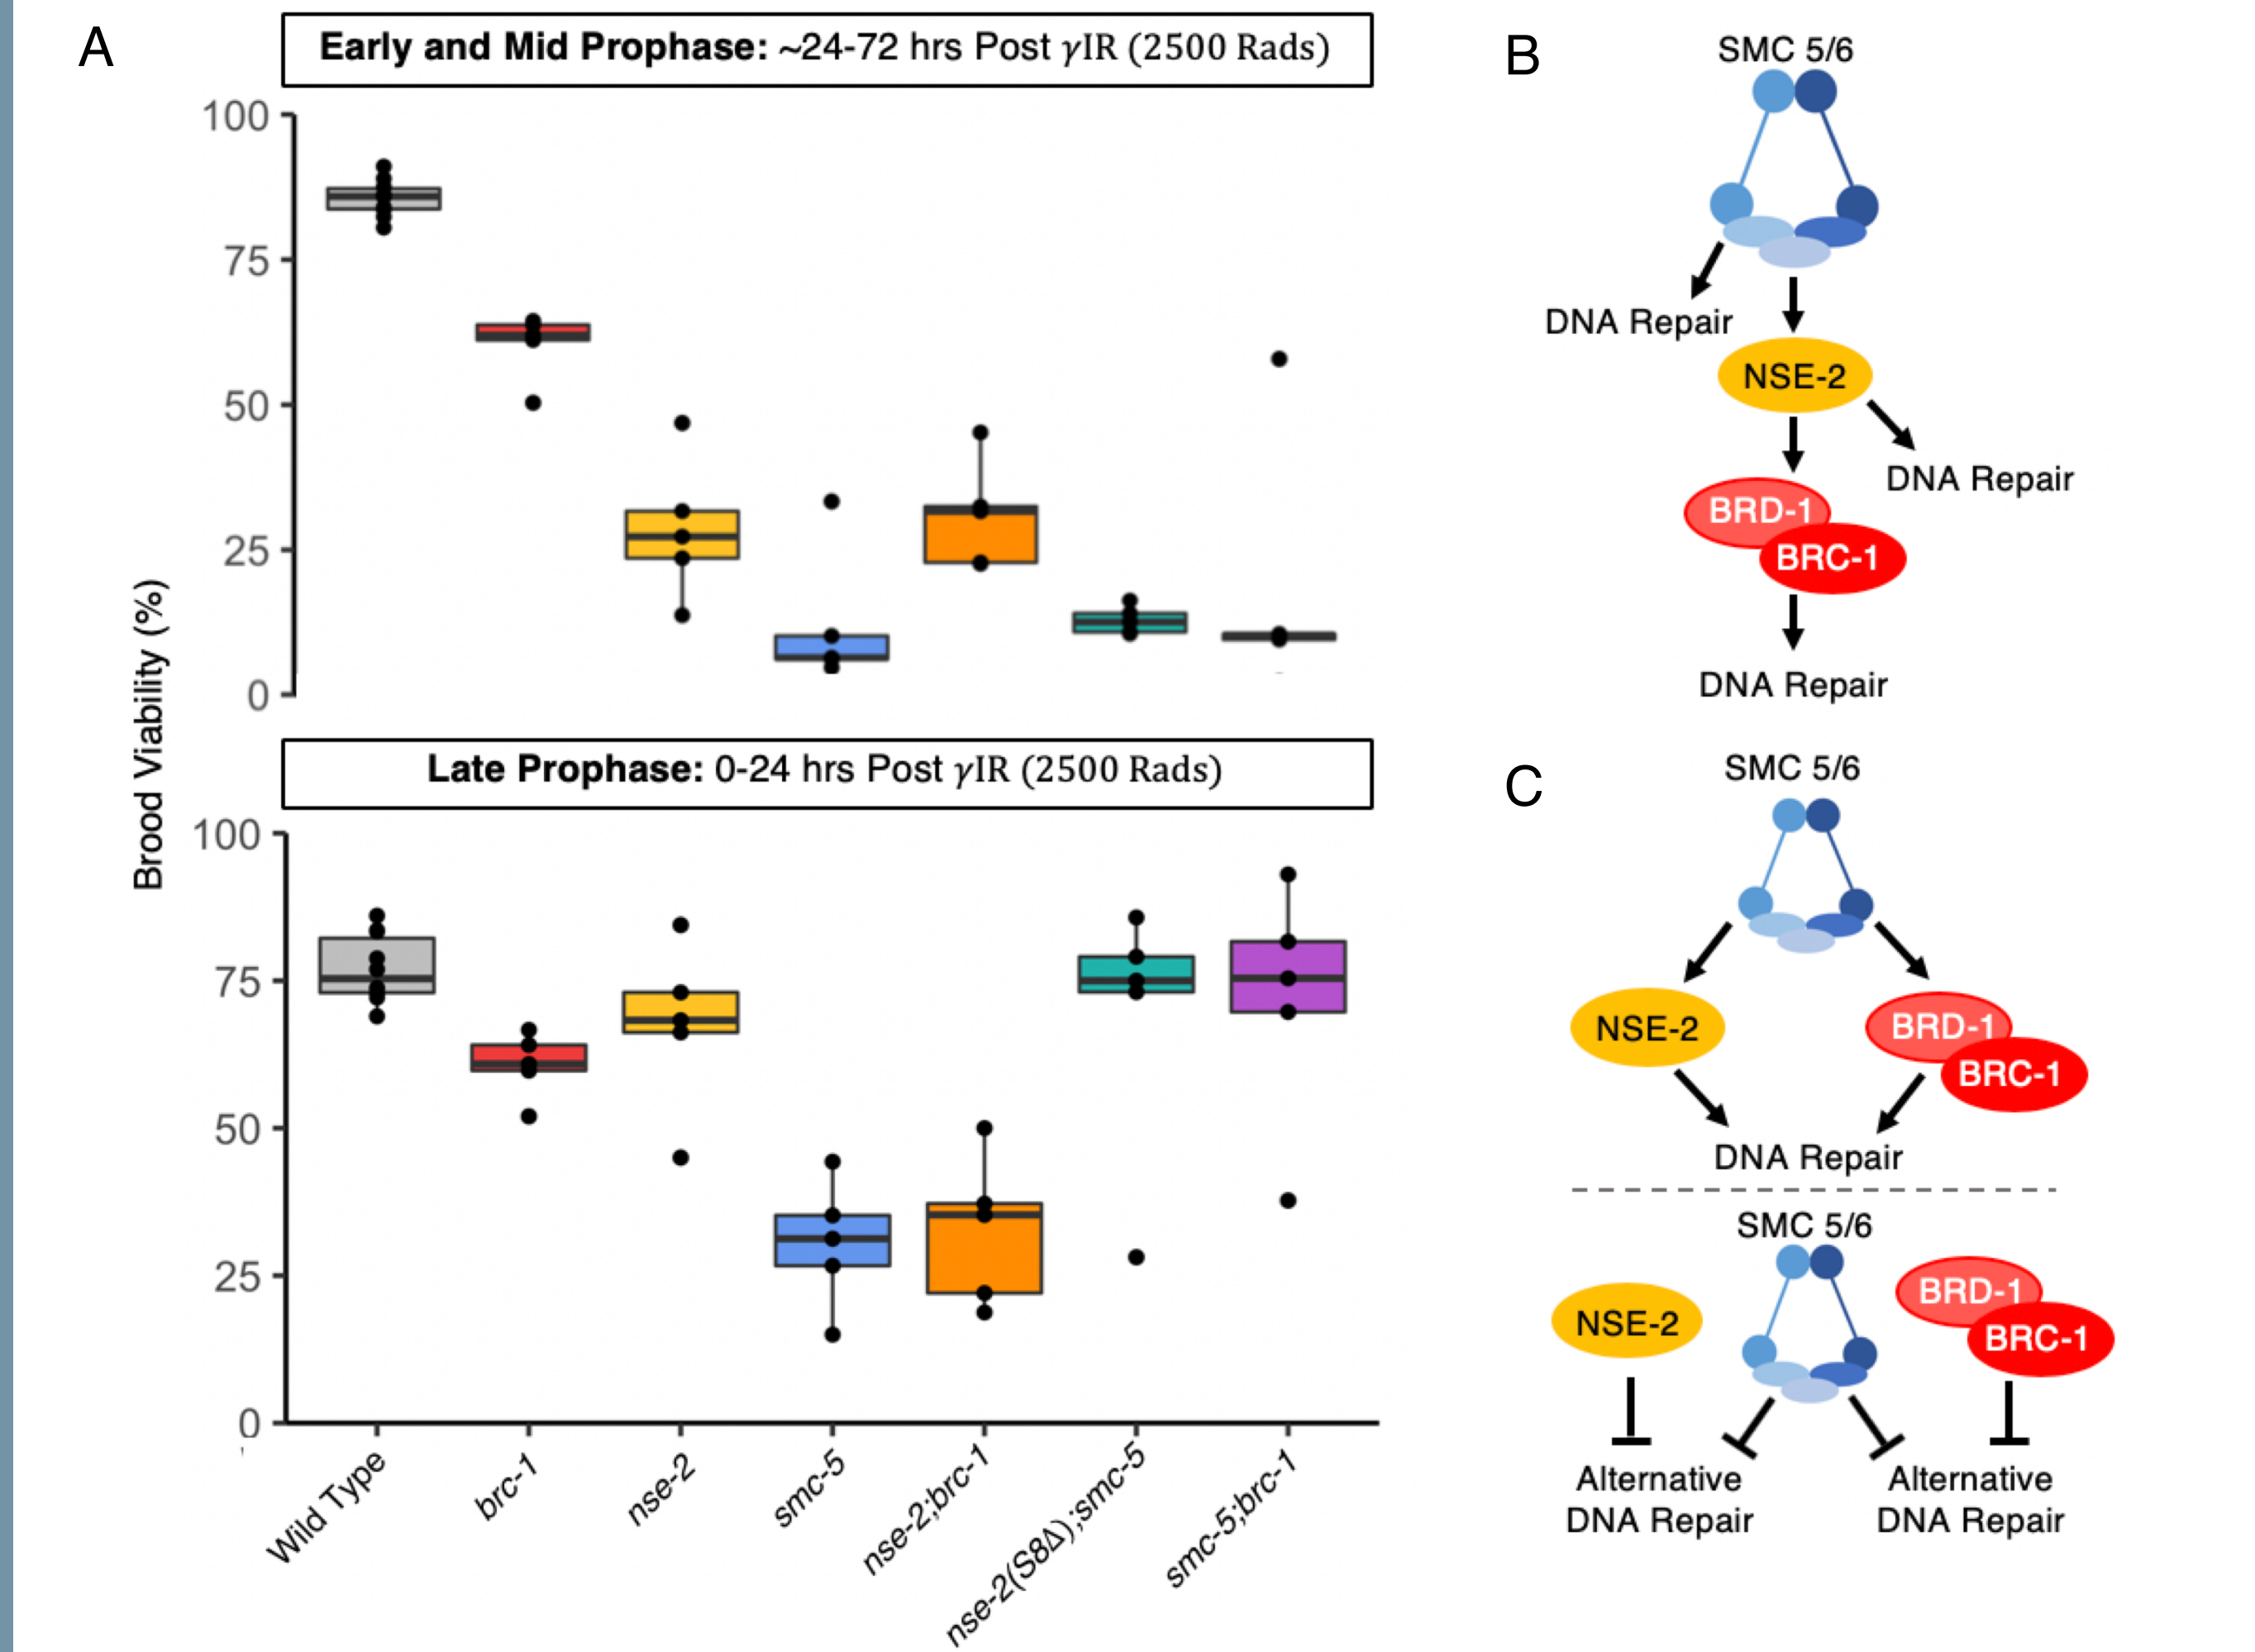 A
Early and Mid Prophase: ~24-72 hrs Post γIR (2500 Rads)
100
75
50
25
0
Brood Viability (%)
Late Prophase: 0-24 hrs Post γIR (2500 Rads)
100
75
50
25
0
Wild Type
brc-1
nse-2
smc-5
nse-2;brc-1
nse-2(S8Δ);smc-5
smc-5;brc-1
B
SMC 5/6
DNA Repair
NSE-2
DNA Repair
BRD-1
BRC-1
DNA Repair
C
SMC 5/6
NSE-2
BRD-1
BRC-1
DNA Repair
SMC 5/6
NSE-2
BRD-1
BRC-1
Alternative
DNA Repair
Alternative
DNA Repair